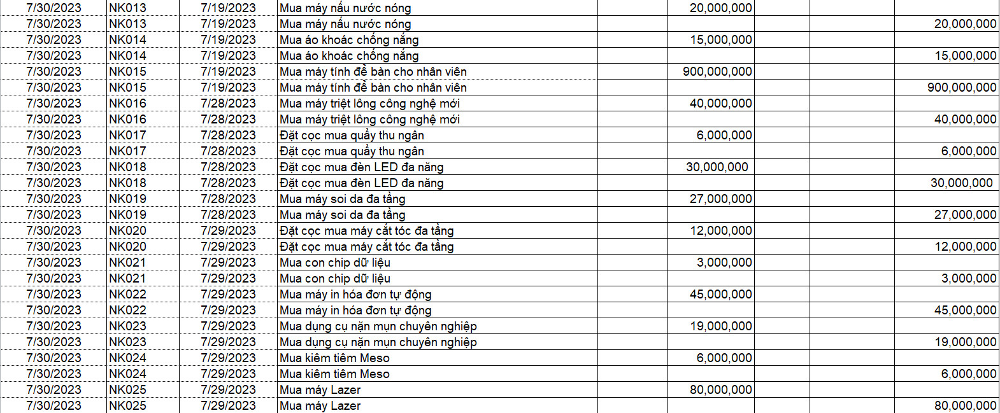 7/30/2023 NK013 7/19/2023 Mua máy nấu nước nóng 20,000,000
7/30/2023 NK013 7/19/2023 Mua máy nấu nước nóng 20,000,000
7/30/2023 NK014 7/19/2023 Mua áo khoác chống nắng 15,000,000
7/30/2023 NK014 7/19/2023 Mua áo khoác chống nắng 15,000,000
7/30/2023 NK015 7/19/2023 Mua máy tính để bàn cho nhân viên 900,000,000
7/30/2023 NK015 7/19/2023 Mua máy tính để bàn cho nhân viên 900,000,000
7/30/2023 NK016 7/28/2023 Mua máy triệt lông công nghệ mới 40,000,000
7/30/2023 NK016 7/28/2023 Mua máy triệt lông công nghệ mới 40,000,000
7/30/2023 NK017 7/28/2023 Đặt cọc mua quầy thu ngân 6,000,000
7/30/2023 NK017 7/28/2023 Đặt cọc mua quầy thu ngân 6,000,000
7/30/2023 NK018 7/28/2023 Đặt cọc mua đèn LED đa năng 30,000,000
7/30/2023 NK018 7/28/2023 Đặt cọc mua đèn LED đa năng 30,000,000
7/30/2023 NK019 7/28/2023 Mua máy soi da đa tầng 27,000,000
7/30/2023 NK019 7/28/2023 Mua máy soi da đa tầng 27,000,000
7/30/2023 NK020 7/29/2023 Đặt cọc mua máy cắt tóc đa tầng 12,000,000
7/30/2023 NK020 7/29/2023 Đặt cọc mua máy cắt tóc đa tầng 12,000,000
7/30/2023 NK021 7/29/2023 Mua con chip dữ liệu 3,000,000
7/30/2023 NK021 7/29/2023 Mua con chip dữ liệu 3,000,000
7/30/2023 NK022 7/29/2023 Mua máy in hóa đơn tự động 45,000,000
7/30/2023 NK022 7/29/2023 Mua máy in hóa đơn tự động 45,000,000
7/30/2023 NK023 7/29/2023 Mua dụng cụ nặn mụn chuyên nghiệp 19,000,000
7/30/2023 NK023 7/29/2023 Mua dụng cụ nặn mụn chuyên nghiệp 19,000,000
7/30/2023 NK024 7/29/2023 Mua kiêm tiêm Meso 6,000,000
7/30/2023 NK024 7/29/2023 Mua kiêm tiêm Meso 6,000,000
7/30/2023 NK025 7/29/2023 Mua máy Lazer 80,000,000
7/30/2023 NK025 7/29/2023 Mua máy Lazer 80,000,000